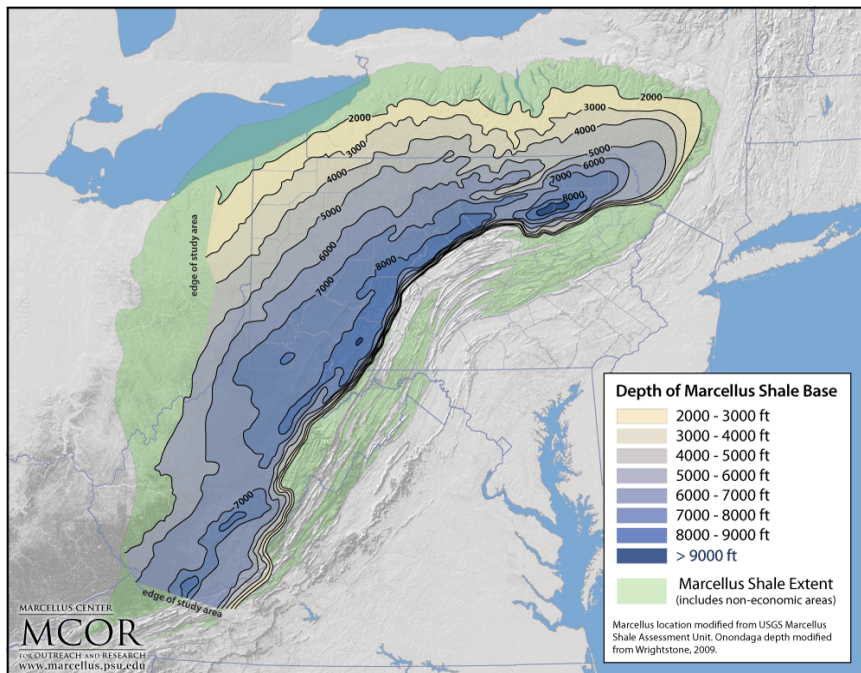 2000
3000
2000
3000
4000
4000
5000
6000
7000
8000
5000
6000
8000
7000
edge of study area
7000
edge of study area
Depth of Marcellus Shale Base
2000 - 3000 ft
3000 - 4000 ft
4000 - 5000 ft
5000 - 6000 ft
6000 - 7000 ft
7000 - 8000 ft
8000 - 9000 ft
> 9000 ft
Marcellus Shale Extent
(includes non-economic areas)
Marcellus location modified from USGS Marcellus
Shale Assessment Unit. Onondaga depth modified
from Wrightstone, 2009.
MARCELLUS CENTER
MCOR
FOR OUTREACH AND RESEARCH
www.marcellus.psu.edu